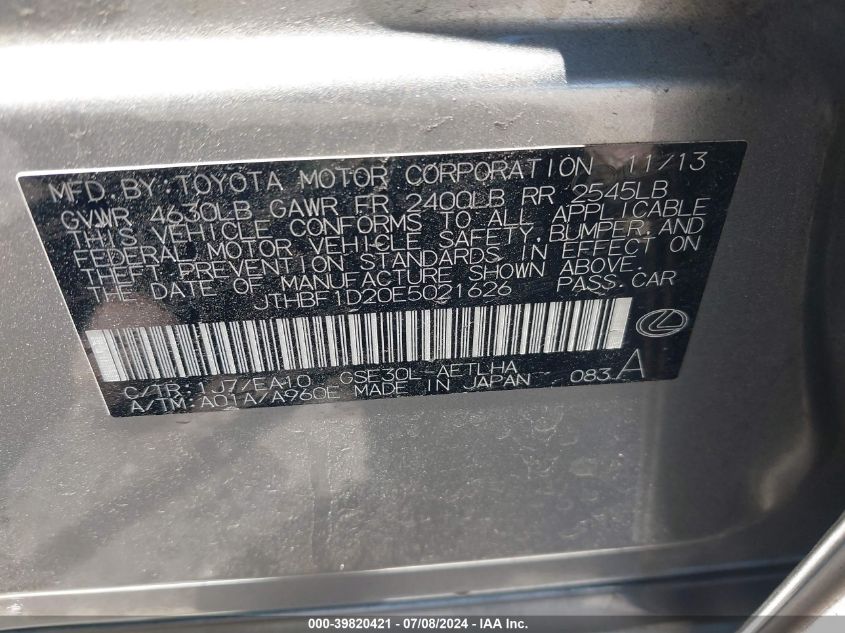 MFD. BY: TOYOTA MOTOR CORPORATION 11/13
GVWR 4630LB GAWR FR 2400LB RR 2545LB
THIS VEHICLE CONFORMS TO ALL APPLICABLE
FEDERAL MOTOR VEHICLE SAFETY, BUMPER, AND
THEFT PREVENTION STANDARDS IN EFFECT ON
THE DATE OF MANUFACTURE SHOWN ABOVE.
JTHBF1D20E5021626 PASS. CAR
C/TR: 1J7/EA10 GSE30L-AETLHA
A/TM: A01A/A960E MADE IN JAPAN 083 A
000-39820421 - 07/08/2024 - IAA Inc.